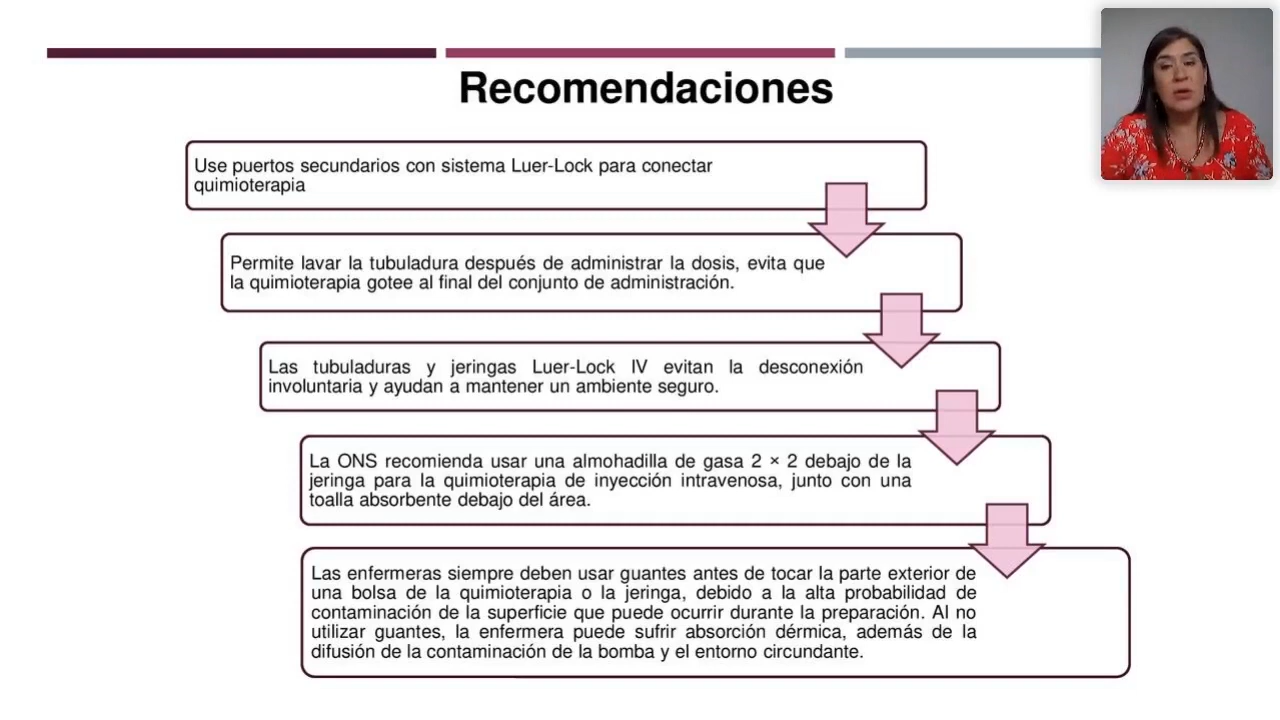 Recomendaciones
Use puertos secundarios con sistema Luer-Lock para conectar
quimioterapia
Permite lavar la tubuladura después de administrar la dosis, evita que
la quimioterapia gotee al final del conjunto de administración.
Las tubuladuras y jeringas Luer-Lock IV evitan la desconexión
involuntaria y ayudan a mantener un ambiente seguro.
La ONS recomienda usar una almohadilla de gasa 2 × 2 debajo de la
jeringa para la quimioterapia de inyección intravenosa, junto con una
toalla absorbente debajo del área.
Las enfermeras siempre deben usar guantes antes de tocar la parte exterior de
una bolsa de la quimioterapia o la jeringa, debido a la alta probabilidad de
contaminación de la superficie que puede ocurrir durante la preparación. Al no
utilizar guantes, la enfermera puede sufrir absorción dérmica, además de la
difusión de la contaminación de la bomba y el entorno circundante.